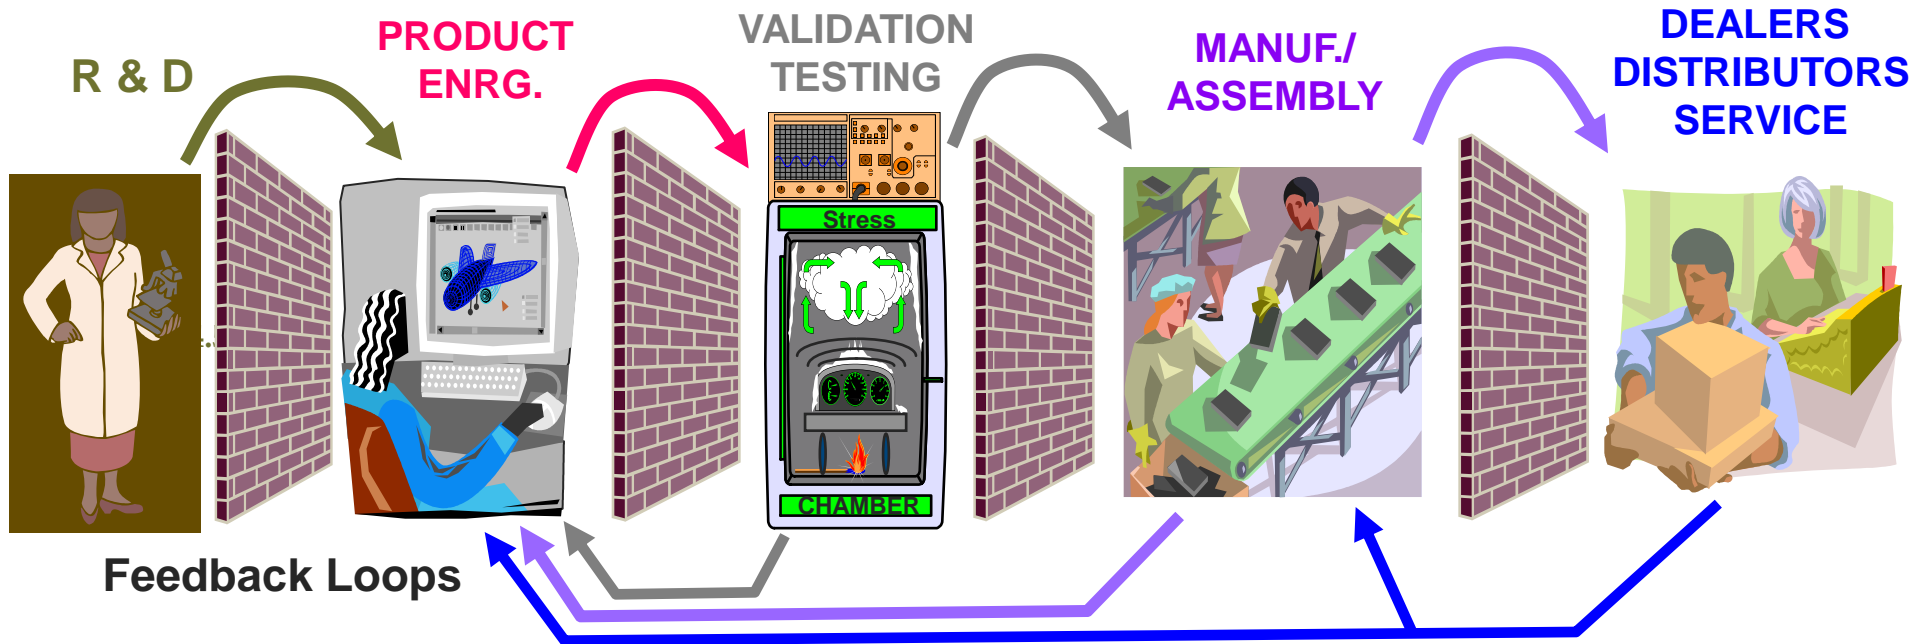 R & D
PRODUCT
ENRG.
VALIDATION
TESTING
MANUF./
ASSEMBLY
DEALERS
DISTRIBUTORS
SERVICE
Stress
CHAMBER
Feedback Loops